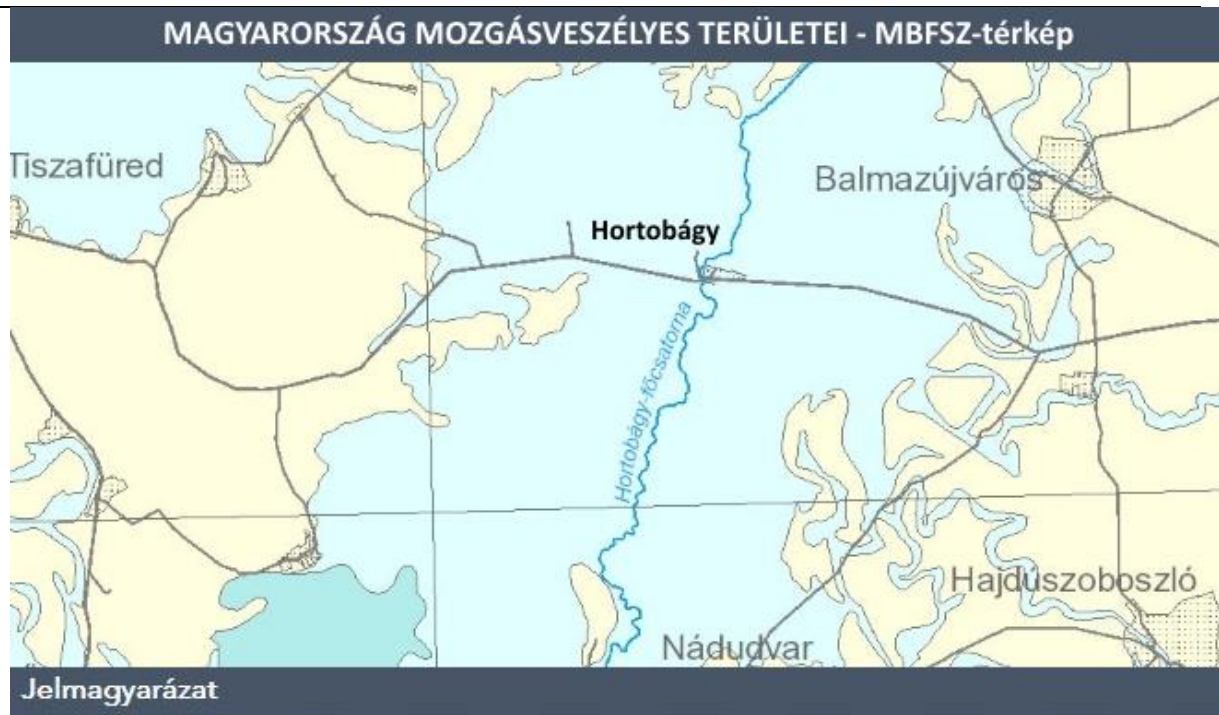 MAGYARORSZÁG MOZGÁSVESZÉLYES TERÜLETEI - MBFSZ-térkép
Tiszafüred
Balmazújváros
Hortobágy
Hortobágy-főcsatorna
Hajdúszoboszló
Nádudvar
Jelmagyarázat